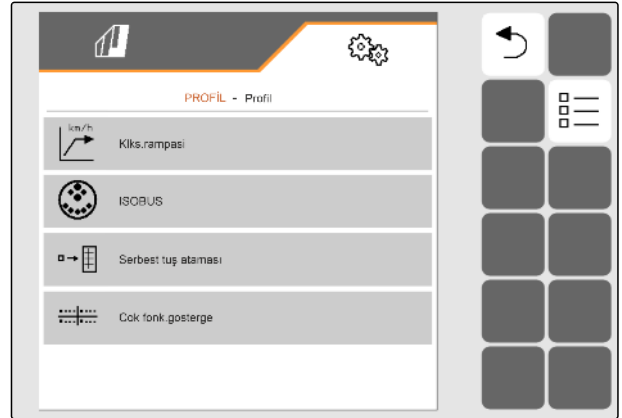 PROFİL - Profil
km/h
Klks.rampasi
ISOBUS
Serbest tuş ataması
Cok fonk.gosterge